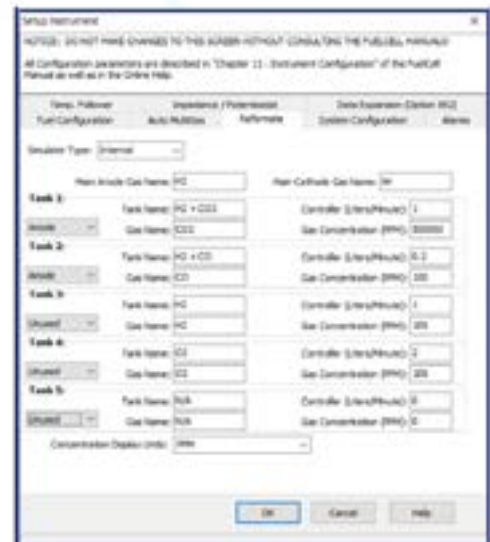 Setup Instrument
NOTICE: DO NOT MAKE CHANGES TO THIS SCREEN WITHOUT CONSULTING THE FUELCELL MANUALS!
All Configuration parameters are described in "Chapter 11 - Instrument Configuration" of the FuelCell
Manual as well as in the Online Help.
Temp. Follower Impedance / Potentiostat Data Expansion (Option 892)
Fuel Configuration Auto MultiGas Reformate System Configuration Alarms
Simulator Type: Internal
Main Anode Gas Name: H2 Main Cathode Gas Name: Air
Tank 1:
Tank Name: H2 + CO2 Controller (Liters/Minute): 1
Anode Gas Name: CO2 Gas Concentration (PPM):
Tank 2:
Tank Name: H2 + CO Controller (Liters/Minute): 0.2
Anode Gas Name: CO Gas Concentration (PPM): 100
Tank 3:
Tank Name: H2 Controller (Liters/Minute): 1
Unused Gas Name: H2 Gas Concentration (PPM):
Tank 4:
Tank Name: O2 Controller (Liters/Minute): 2
Unused Gas Name: O2 Gas Concentration (PPM):
Tank 5:
Tank Name: N/A Controller (Liters/Minute): 0
Unused Gas Name: N/A Gas Concentration (PPM): 0
Concentration Display Units: PPM
OK Cancel Help